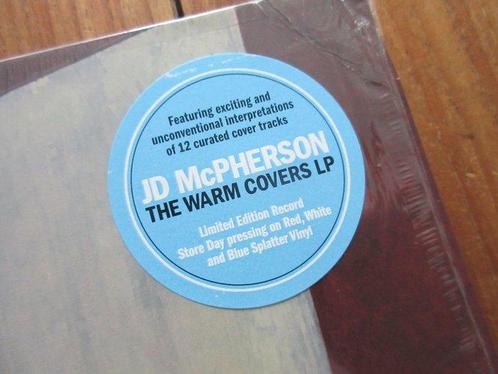 Featuring exciting and
unconventional interpretations
of 12 curated cover tracks
JD McPHERSON
THE WARM COVERS LP
Limited Edition Record
Store Day pressing on Red, White
and Blue Splatter Vinyl